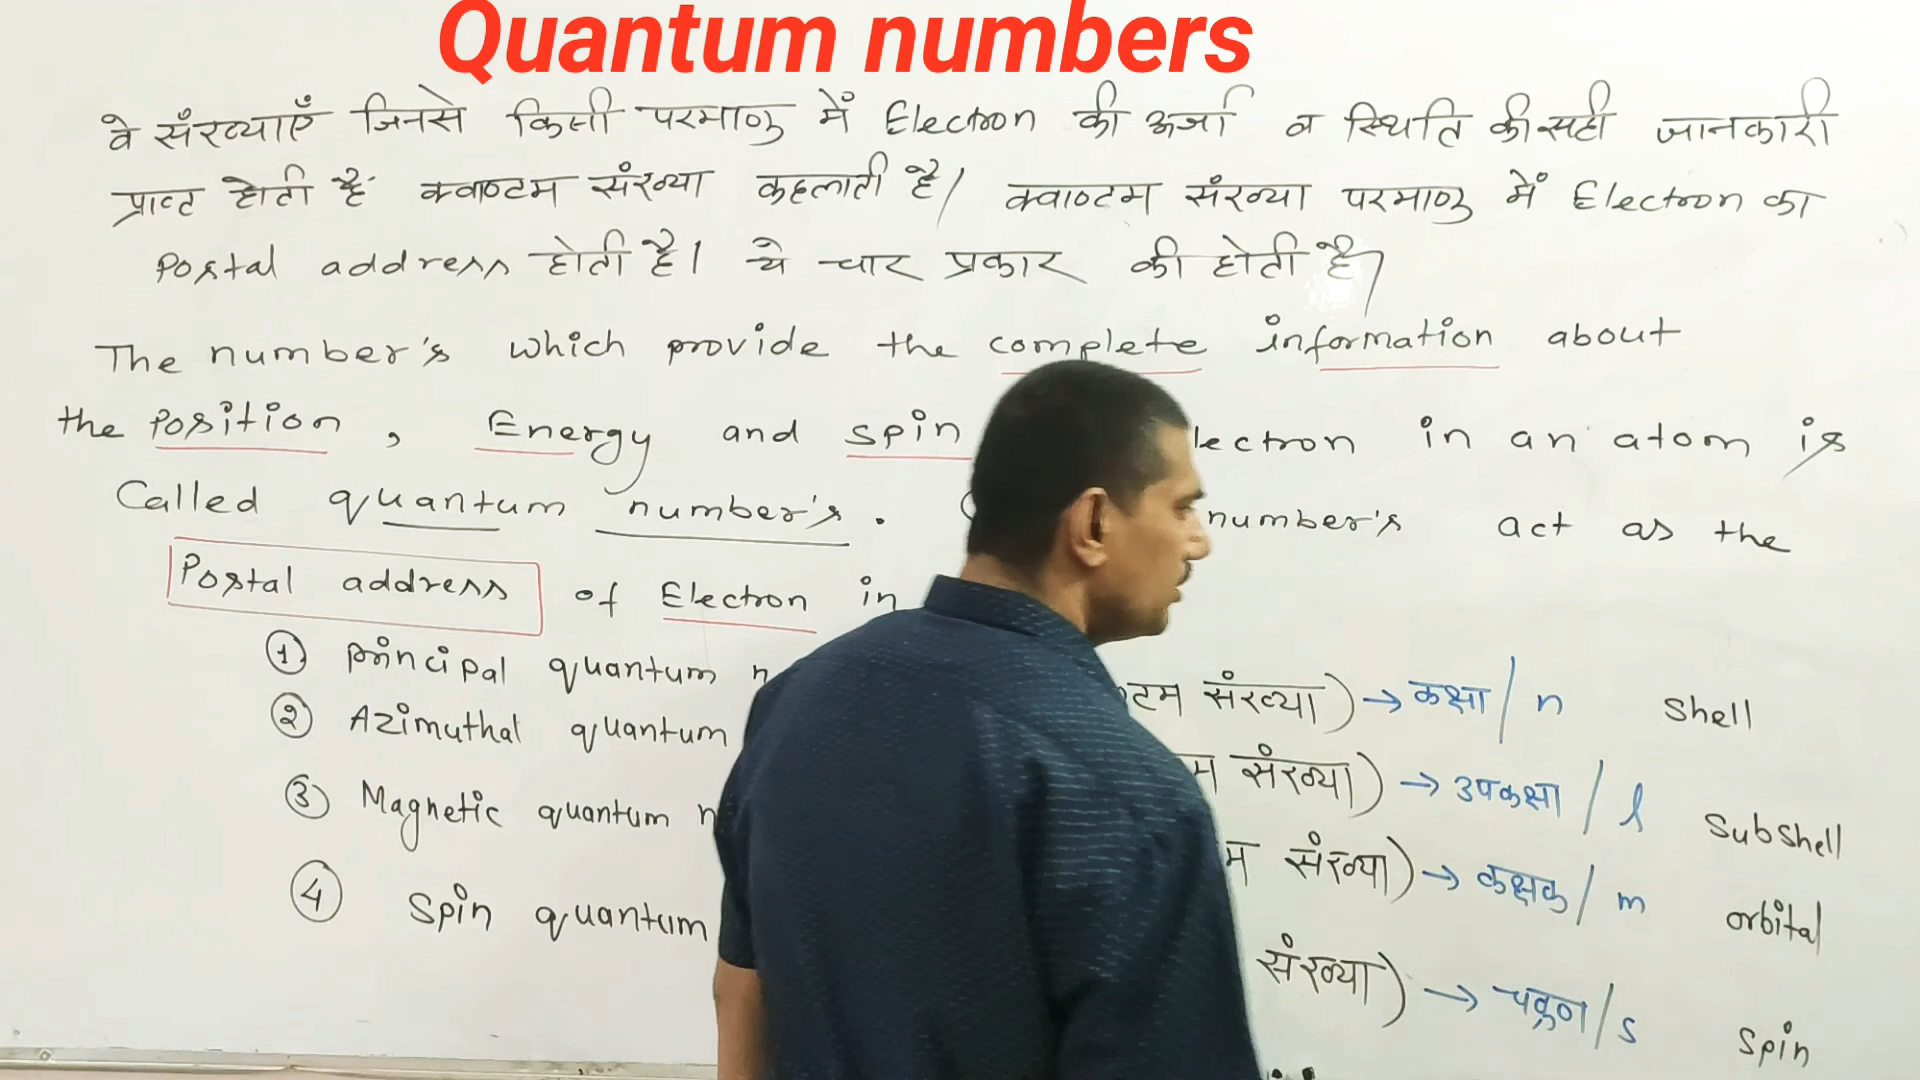 Quantum numbers
वे संख्याएँ जिनसे किसी परमाणु में Electron की ऊर्जा व स्थिति की सही जानकारी
प्राप्त होती है क्वाण्टम संख्या कहलाती है। क्वाण्टम संख्या परमाणु में Electron का
Postal address होती है। ये चार प्रकार की होती है।
The number's which provide the complete information about
the Position, Energy and spin lectron in an atom is
Called quantum number's. number's act as the
Postal address of Electron in
① principal quantum n टम संख्या) → कक्षा / n Shell
② Azimuthal quantum म संख्या) → उपकक्षा / l Subshell
③ Magnetic quantum n म संख्या) → कक्षक / m orbital
④ Spin quantum संख्या) → चक्रण / s Spin